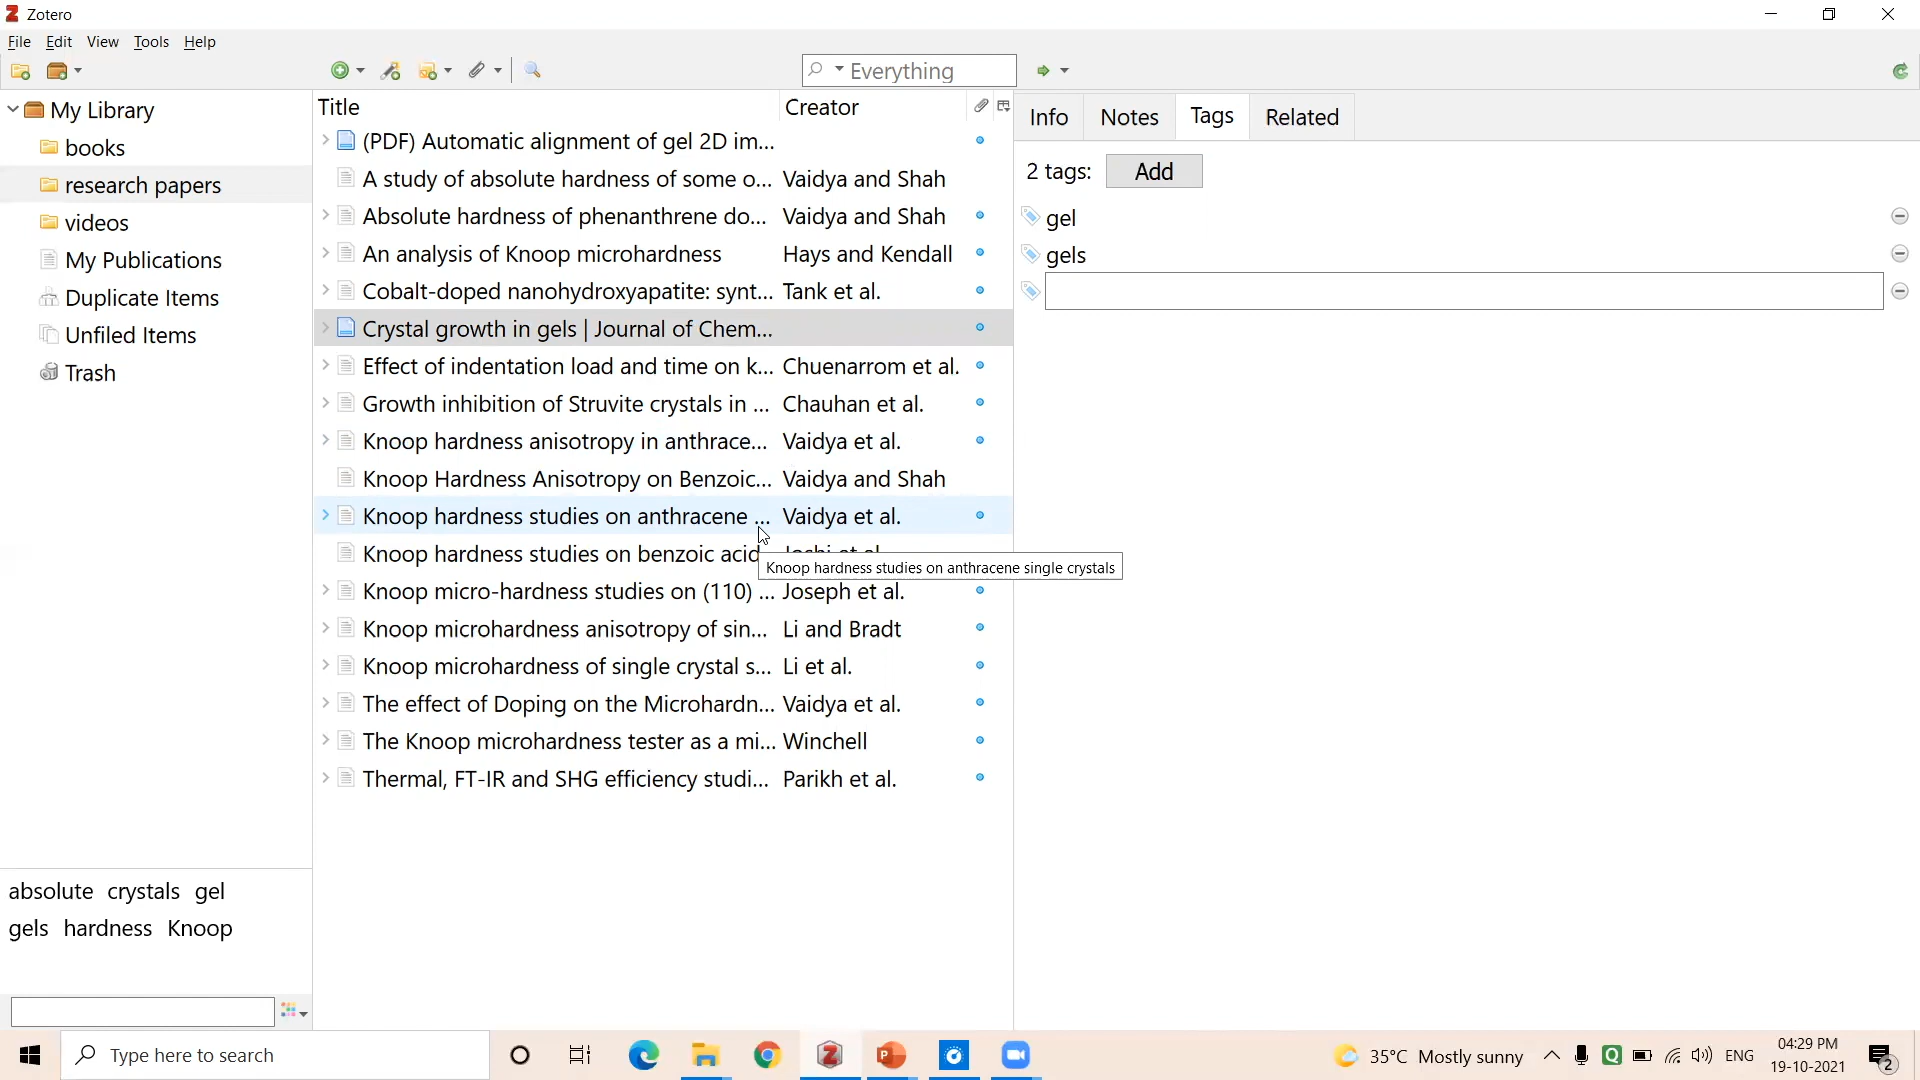 Zotero
File Edit View Tools Help
Everything
My Library
books
research papers
videos
My Publications
Duplicate Items
Unfiled Items
Trash
absolute crystals gel
gels hardness Knoop
Title Creator
(PDF) Automatic alignment of gel 2D im...
A study of absolute hardness of some o... Vaidya and Shah
Absolute hardness of phenanthrene do... Vaidya and Shah
An analysis of Knoop microhardness Hays and Kendall
Cobalt-doped nanohydroxyapatite: synt... Tank et al.
Crystal growth in gels | Journal of Chem...
Effect of indentation load and time on k... Chuenarrom et al.
Growth inhibition of Struvite crystals in ... Chauhan et al.
Knoop hardness anisotropy in anthrace... Vaidya et al.
Knoop Hardness Anisotropy on Benzoic... Vaidya and Shah
Knoop hardness studies on anthracene ... Vaidya et al.
Knoop hardness studies on benzoic acid Joshi et al.
Knoop hardness studies on anthracene single crystals
Knoop micro-hardness studies on (110) ... Joseph et al.
Knoop microhardness anisotropy of sin... Li and Bradt
Knoop microhardness of single crystal s... Li et al.
The effect of Doping on the Microhardn... Vaidya et al.
The Knoop microhardness tester as a mi... Winchell
Thermal, FT-IR and SHG efficiency studi... Parikh et al.
Info Notes Tags Related
2 tags: Add
gel
gels
Type here to search
35°C Mostly sunny
ENG
04:29 PM
19-10-2021
2